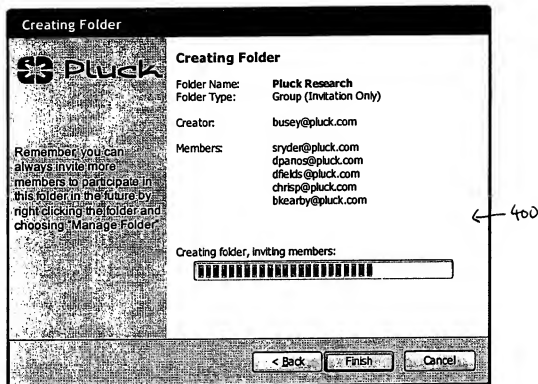 Creating Folder
Pluck
Remember, you can
always invite more
members to participate in
this folder in the future by
right clicking the folder and
choosing "Manage Folder"
Creating Folder
Folder Name: Pluck Research
Folder Type: Group (Invitation Only)
Creator: busey@pluck.com
Members: sryder@pluck.com
dpanos@pluck.com
dfields@pluck.com
chrisp@pluck.com
bkearby@pluck.com
400
Creating folder, inviting members:
< Back Finish Cancel